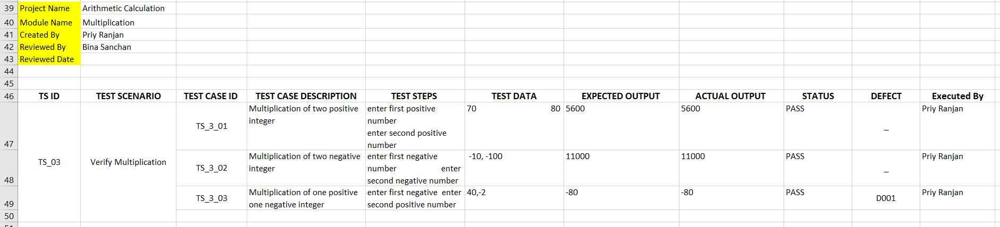 39 Project Name Arithmetic Calculation
40 Module Name Multiplication
41 Created By Priy Ranjan
42 Reviewed By Bina Sanchan
43 Reviewed Date
44
45
46 TS ID TEST SCENARIO TEST CASE ID TEST CASE DESCRIPTION TEST STEPS TEST DATA EXPECTED OUTPUT ACTUAL OUTPUT STATUS DEFECT Executed By
47
TS_03
Verify Multiplication
TS_3_01
Multiplication of two positive
integer
enter first positive
number
enter second positive
number
70 80
5600
5600
PASS
_
Priy Ranjan
48
TS_3_02
Multiplication of two negative
integer
enter first negative
number enter
second negative number
-10, -100
11000
11000
PASS
_
Priy Ranjan
49
TS_3_03
Multiplication of one positive
one negative integer
enter first negative enter
second positive number
40,-2
-80
-80
PASS
D001
Priy Ranjan
50